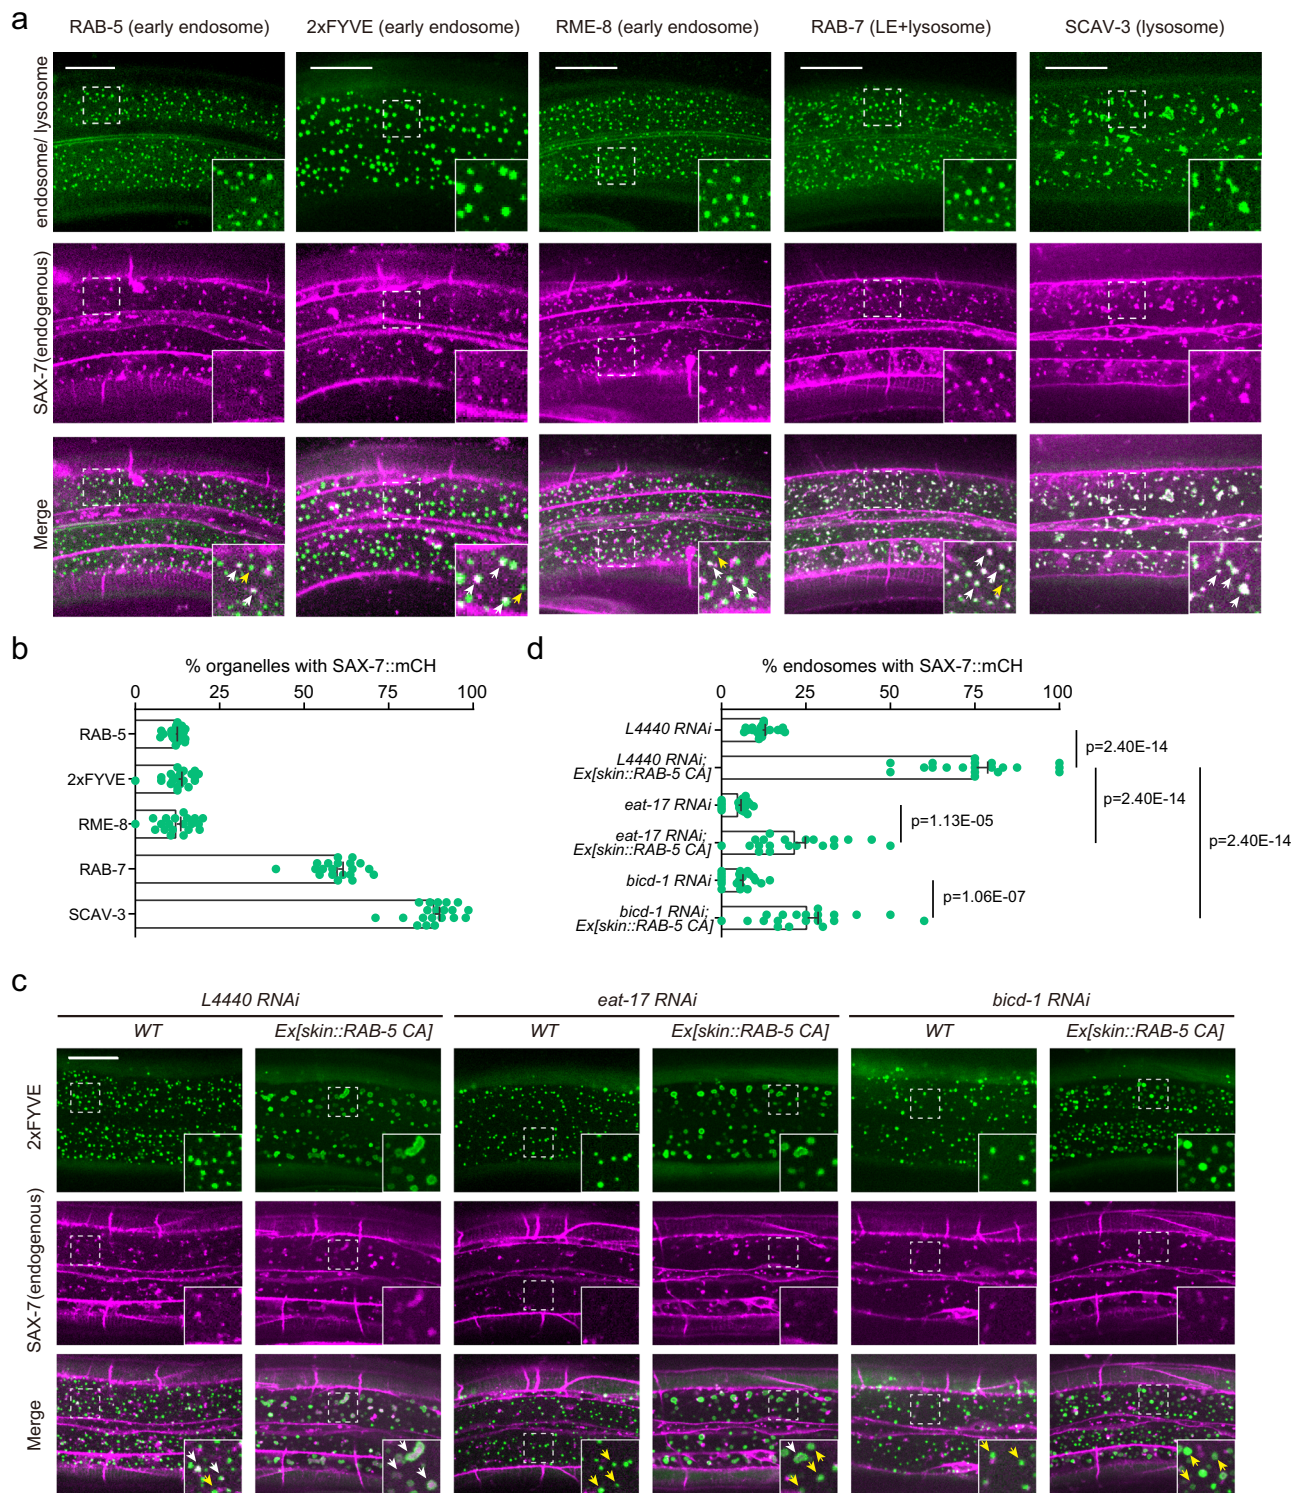 a
RAB-5 (early endosome)
2xFYVE (early endosome)
RME-8 (early endosome)
RAB-7 (LE+lysosome)
SCAV-3 (lysosome)
endosome/ lysosome
SAX-7(endogenous)
Merge
b
% organelles with SAX-7::mCH
0 25 50 75 100
RAB-5
2xFYVE
RME-8
RAB-7
SCAV-3
d
% endosomes with SAX-7::mCH
0 25 50 75 100
L4440 RNAi
L4440 RNAi;
Ex[skin::RAB-5 CA]
eat-17 RNAi
eat-17 RNAi;
Ex[skin::RAB-5 CA]
bicd-1 RNAi
bicd-1 RNAi;
Ex[skin::RAB-5 CA]
p=2.40E-14
p=2.40E-14
p=1.13E-05
p=2.40E-14
p=1.06E-07
c
L4440 RNAi
eat-17 RNAi
bicd-1 RNAi
WT
Ex[skin::RAB-5 CA]
WT
Ex[skin::RAB-5 CA]
WT
Ex[skin::RAB-5 CA]
2xFYVE
SAX-7(endogenous)
Merge